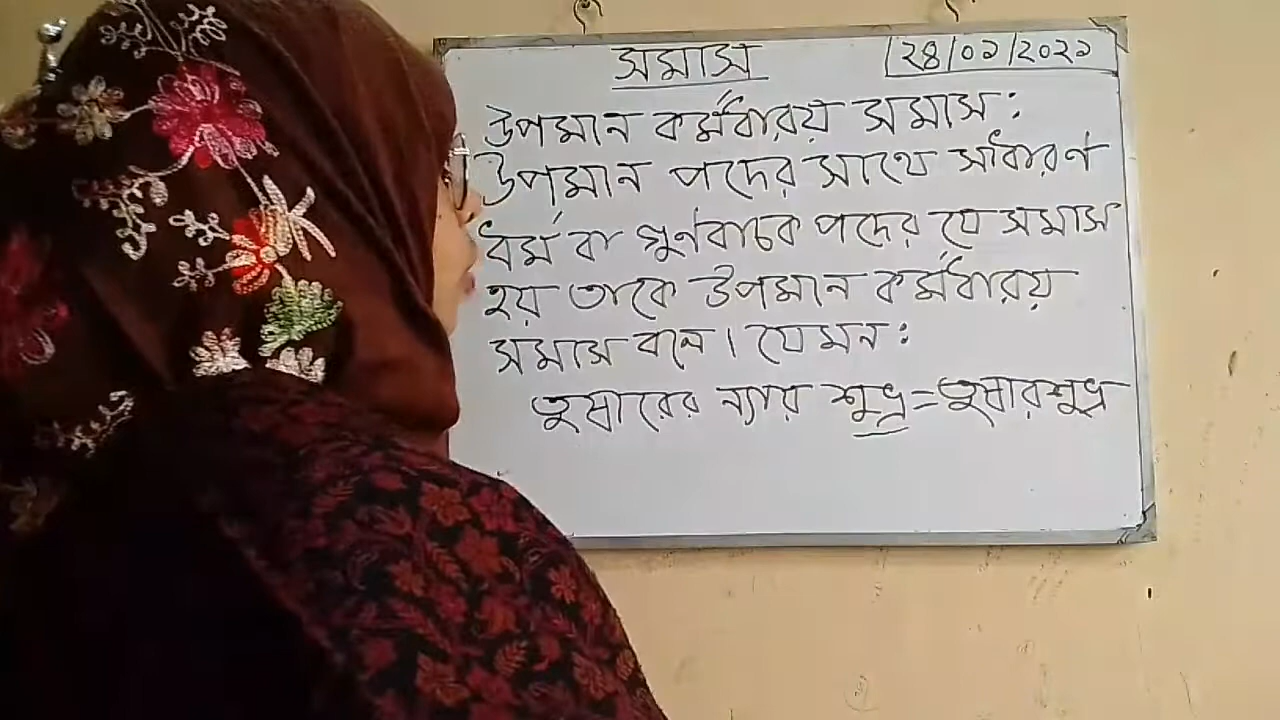 সমাস
২৪/০১/২০২১
উপমান কর্মধারয় সমাস:
উপমান পদের সাথে সাধারণ
ধর্ম বা গুণবাচক পদের যে সমাস
হয় তাকে উপমান কর্মধারয়
সমাস বলে। যেমন:
তুষারের ন্যায় শুভ্র=তুষারশুভ্র